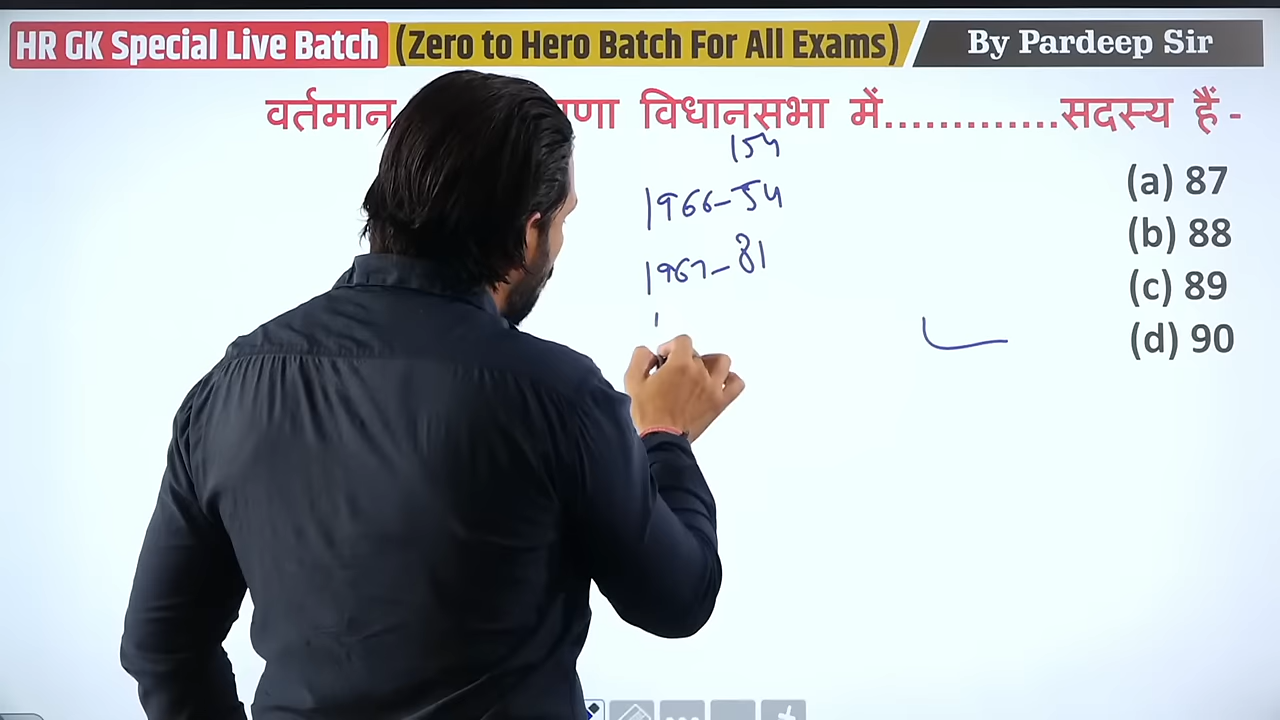 HR GK Special Live Batch (Zero to Hero Batch For All Exams) By Pardeep Sir
वर्तमान विधानसभा में.............सदस्य हैं -
154
1966-54
1967-81
(a) 87
(b) 88
(c) 89
(d) 90